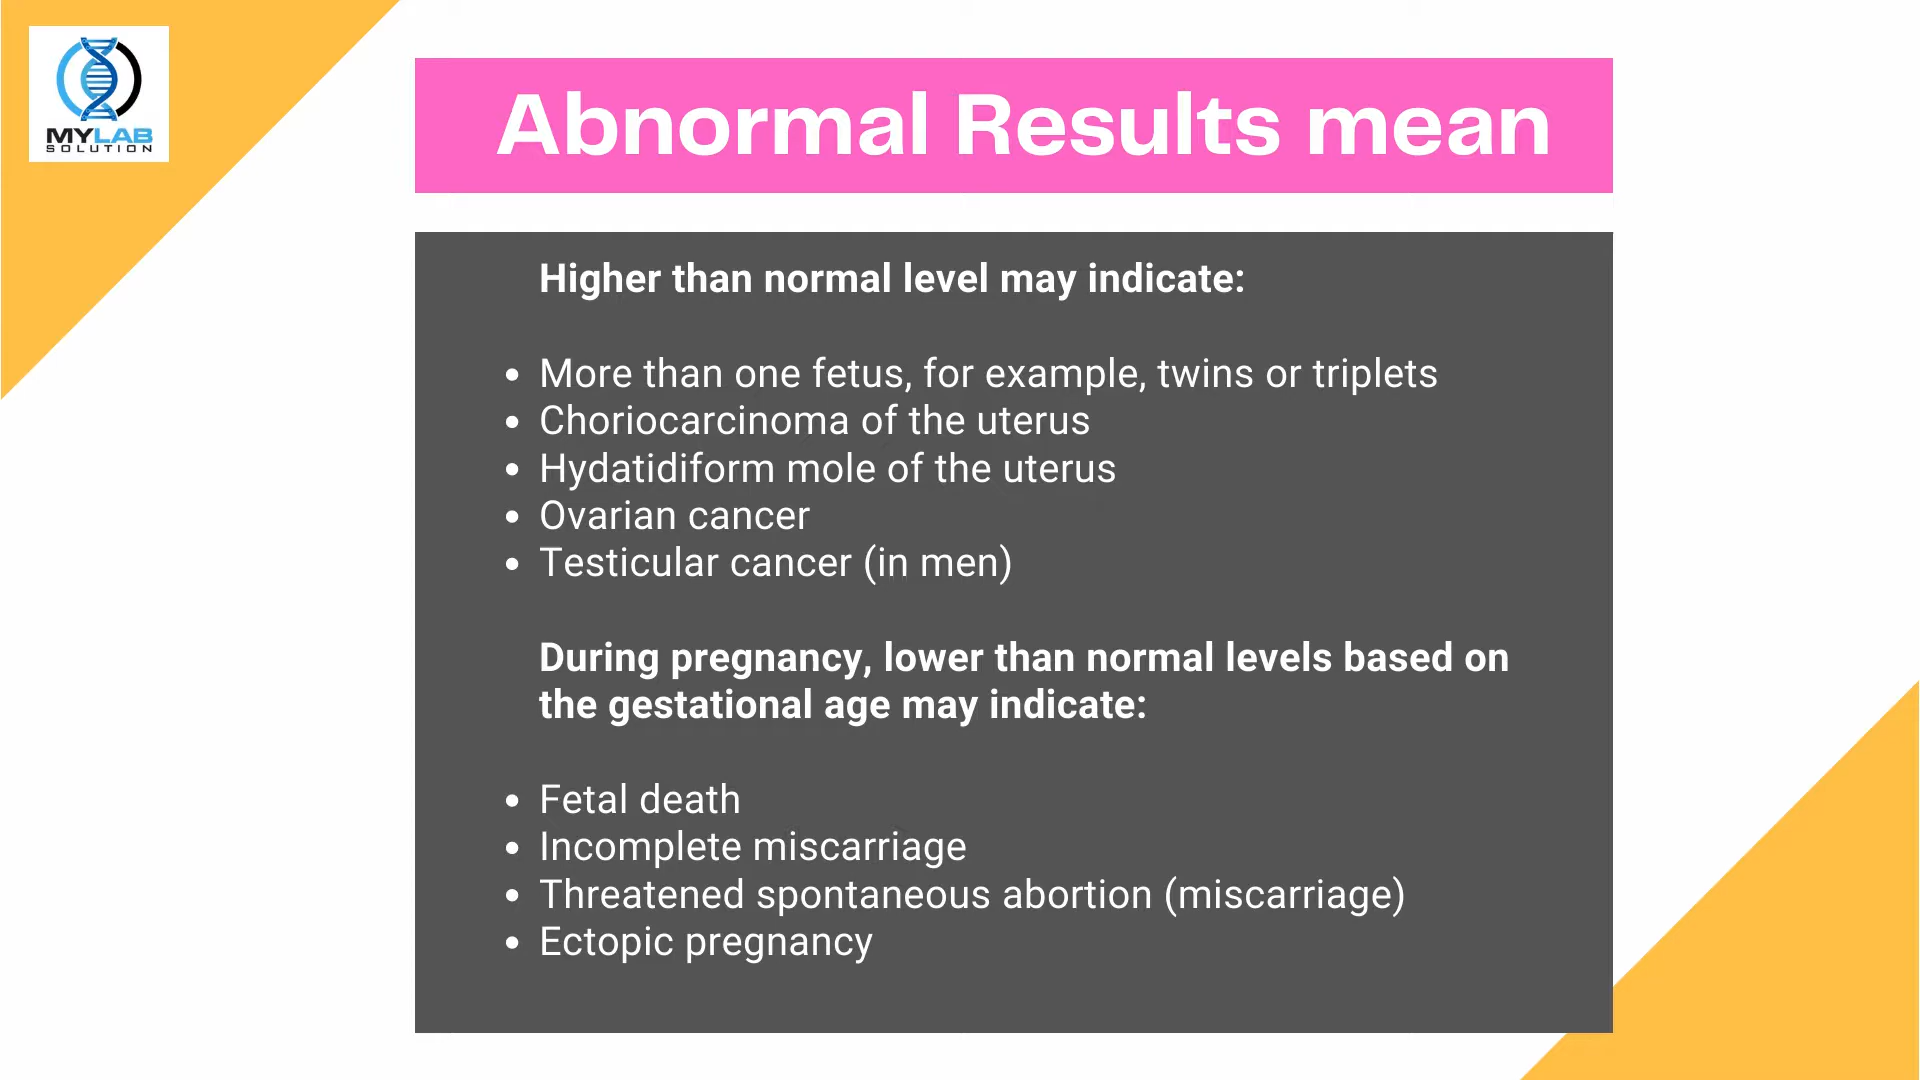 MYLAB
SOLUTION
Abnormal Results mean
Higher than normal level may indicate:
• More than one fetus, for example, twins or triplets
• Choriocarcinoma of the uterus
• Hydatidiform mole of the uterus
• Ovarian cancer
• Testicular cancer (in men)
During pregnancy, lower than normal levels based on
the gestational age may indicate:
• Fetal death
• Incomplete miscarriage
• Threatened spontaneous abortion (miscarriage)
• Ectopic pregnancy